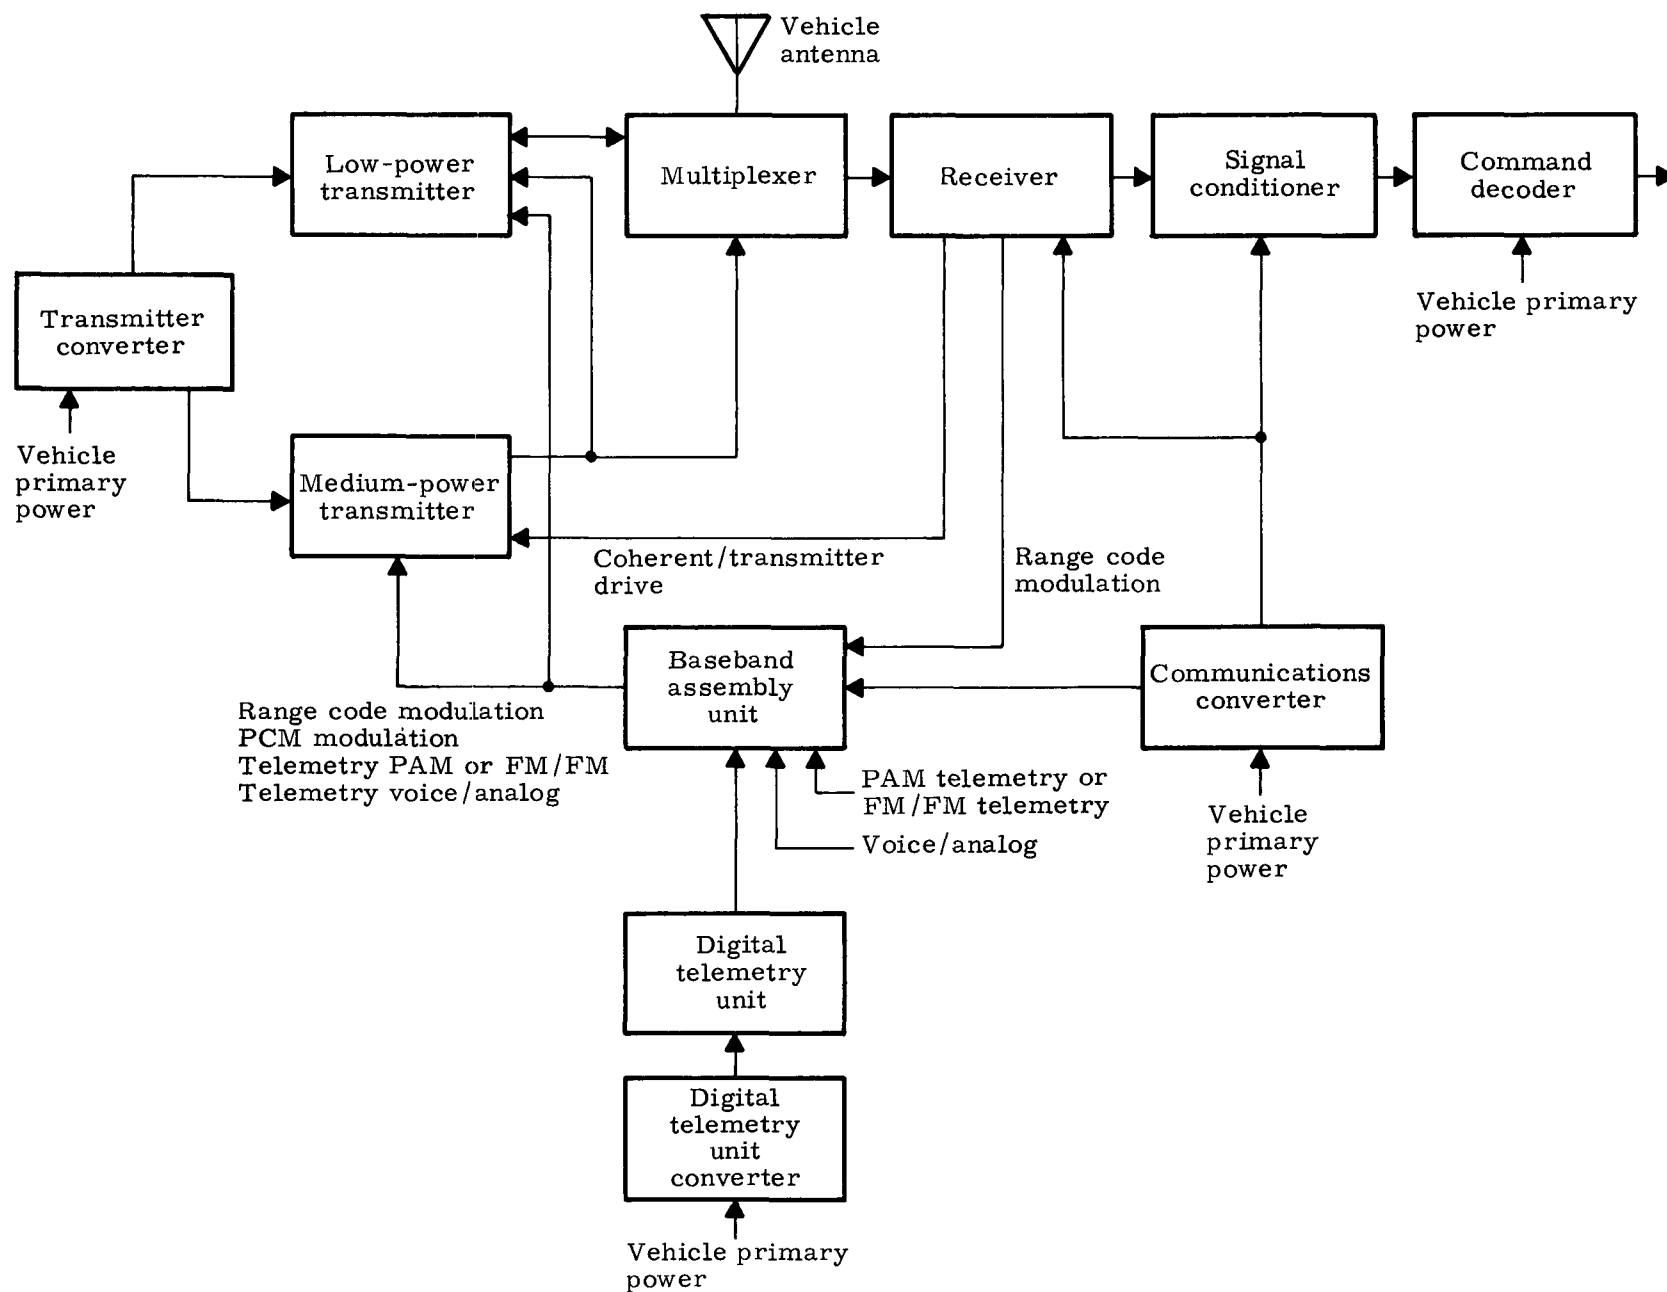 Vehicle
antenna
Low-power
transmitter
Multiplexer
Receiver
Signal
conditioner
Command
decoder
Transmitter
converter
Vehicle primary
power
Vehicle
primary
power
Medium-power
transmitter
Coherent/transmitter
drive
Range code
modulation
Baseband
assembly
unit
Communications
converter
Range code modulation
PCM modulation
Telemetry PAM or FM/FM
Telemetry voice/analog
PAM telemetry or
FM/FM telemetry
Voice/analog
Vehicle
primary
power
Digital
telemetry
unit
Digital
telemetry
unit
converter
Vehicle primary
power